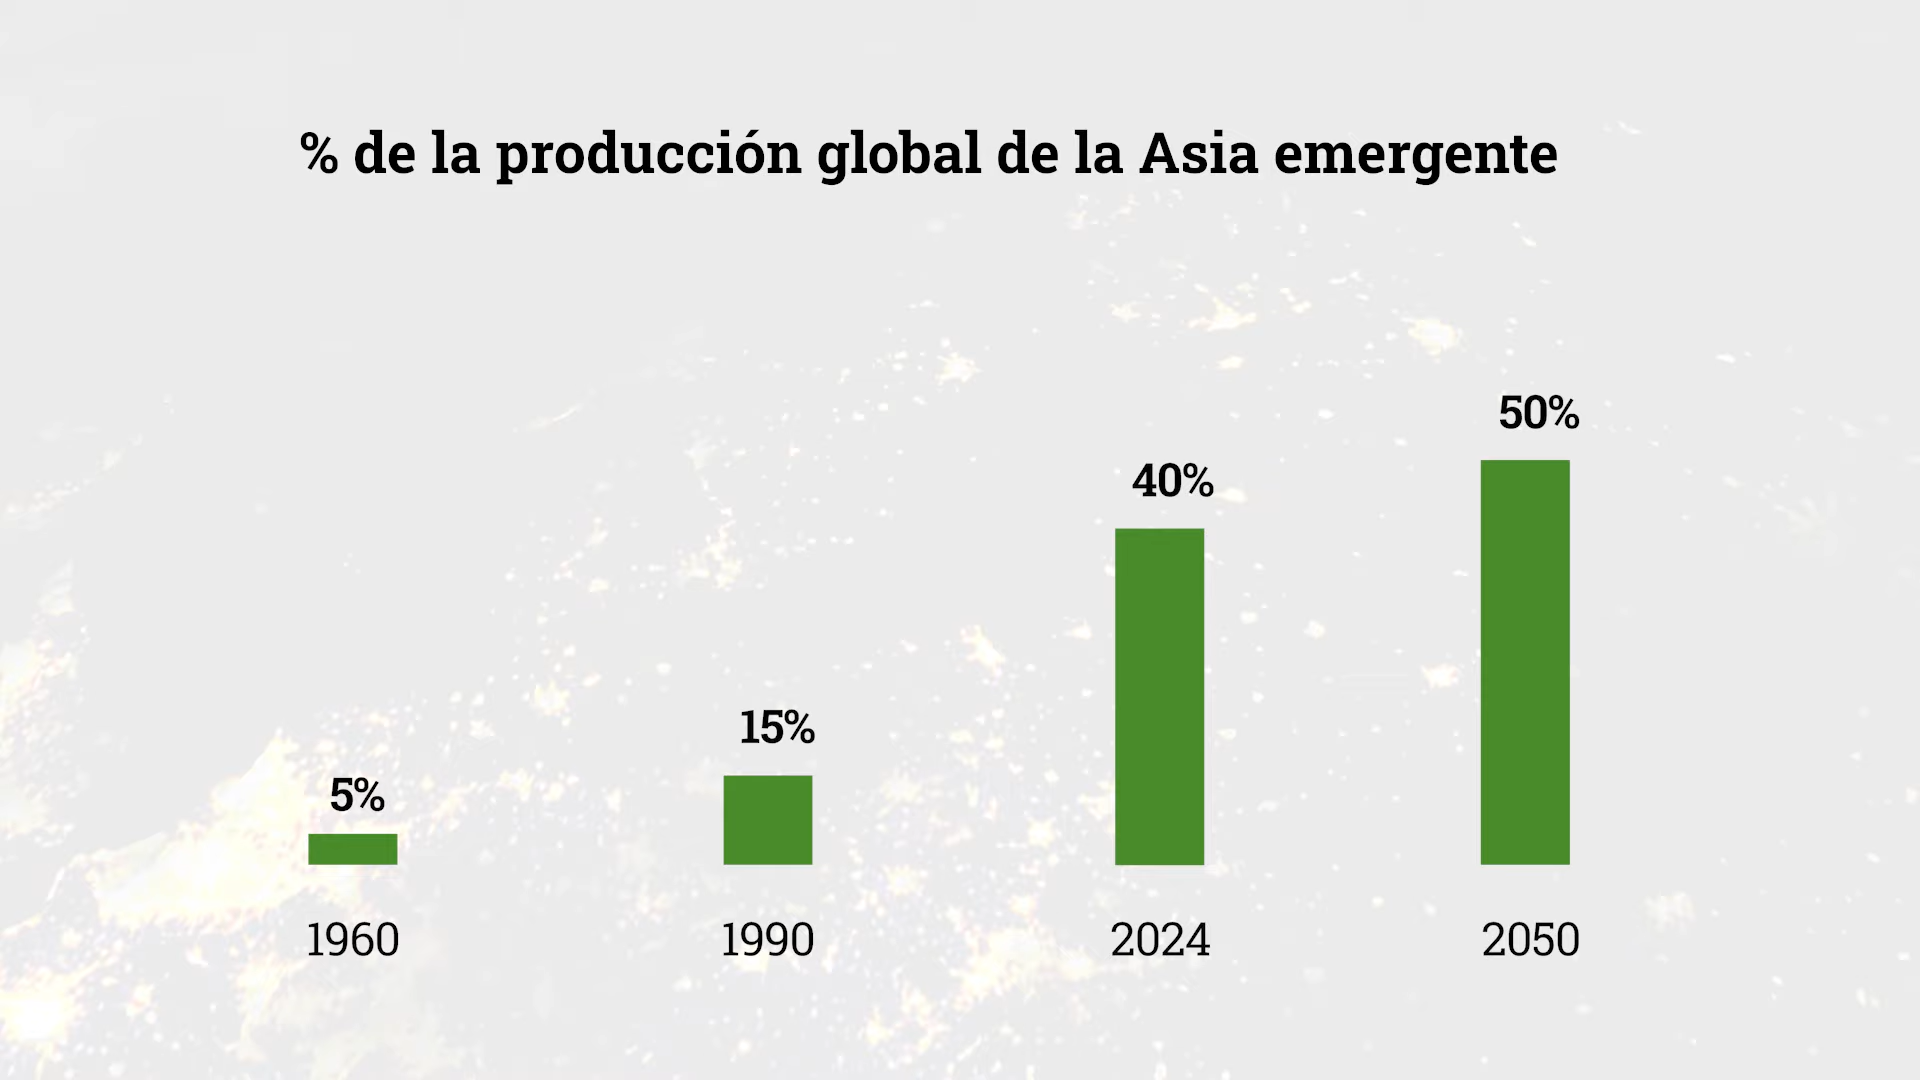 % de la producción global de la Asia emergente
50%
40%
15%
5%
1960 1990 2024 2050